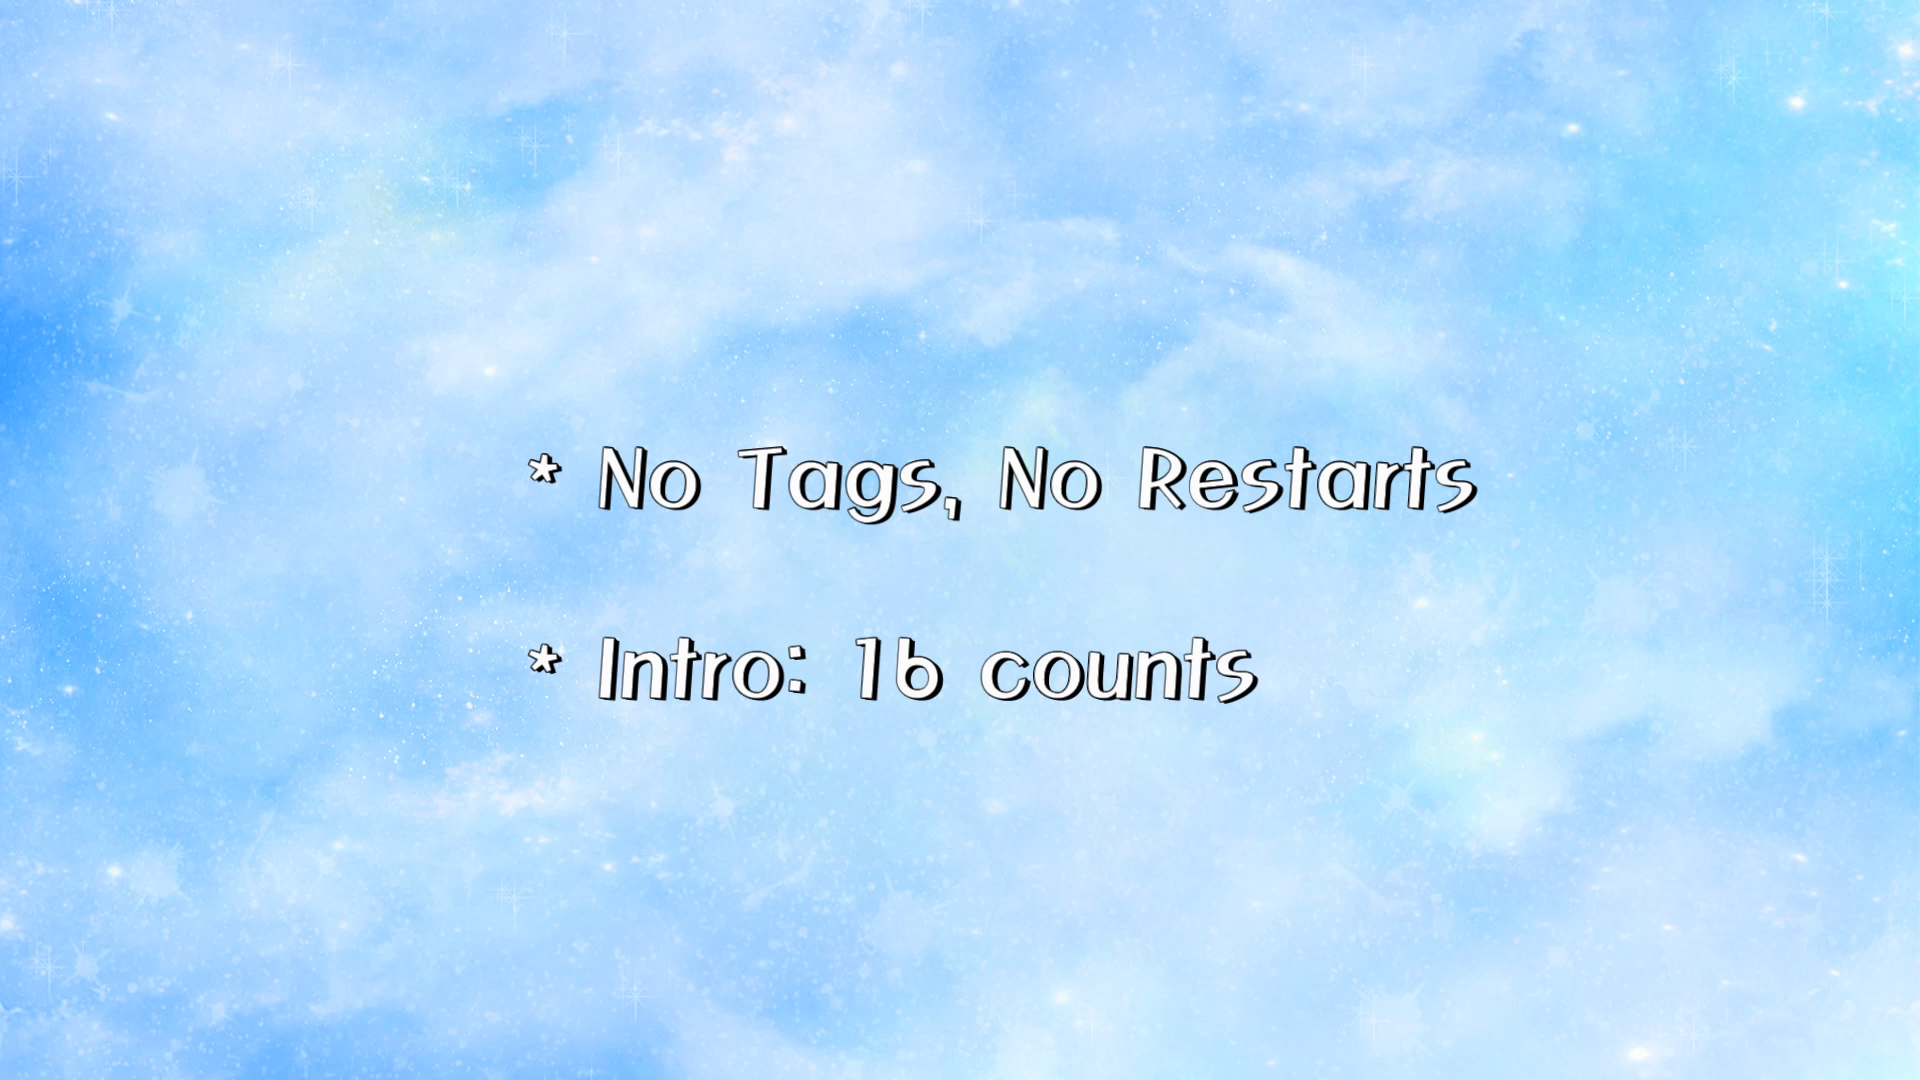 * No Tags, No Restarts
* Intro: 16 counts